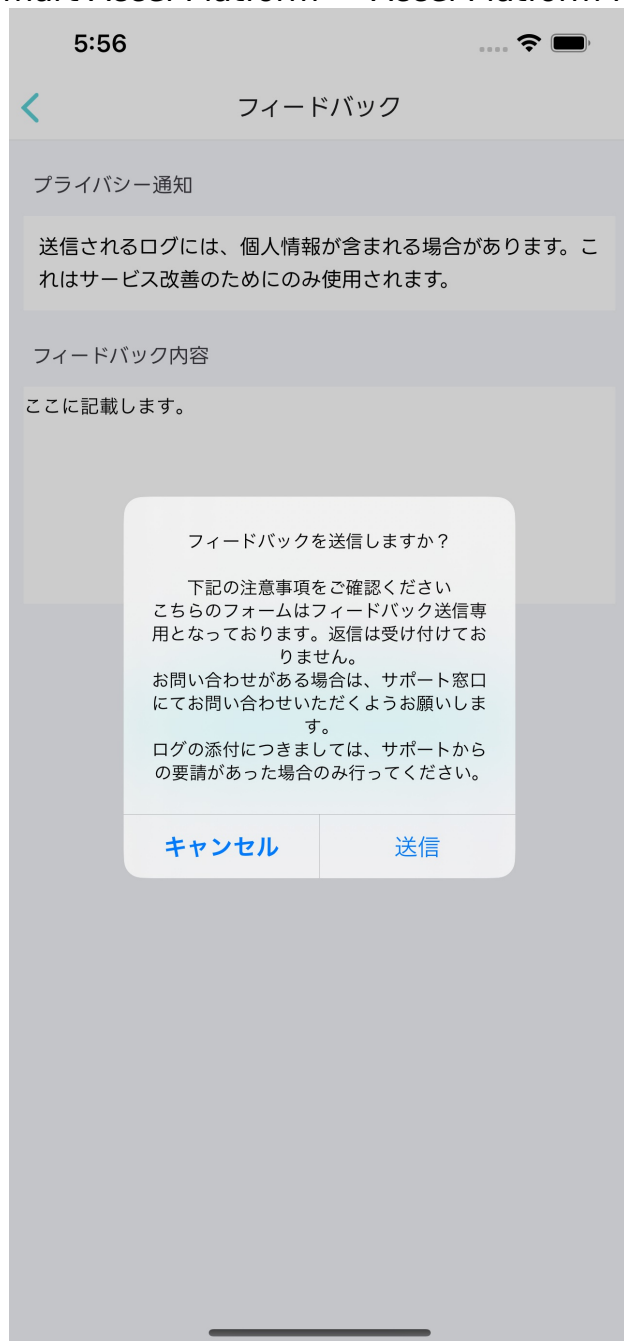 5:56
フィードバック
プライバシー通知
送信されるログには、個人情報が含まれる場合があります。こ
れはサービス改善のためにのみ使用されます。
フィードバック内容
ここに記載します。
フィードバックを送信しますか？
下記の注意事項をご確認ください
こちらのフォームはフィードバック送信専
用となっております。返信は受け付けてお
りません。
お問い合わせがある場合は、サポート窓口
にてお問い合わせいただくようお願いしま
す。
ログの添付につきましては、サポートから
の要請があった場合のみ行ってください。
キャンセル
送信